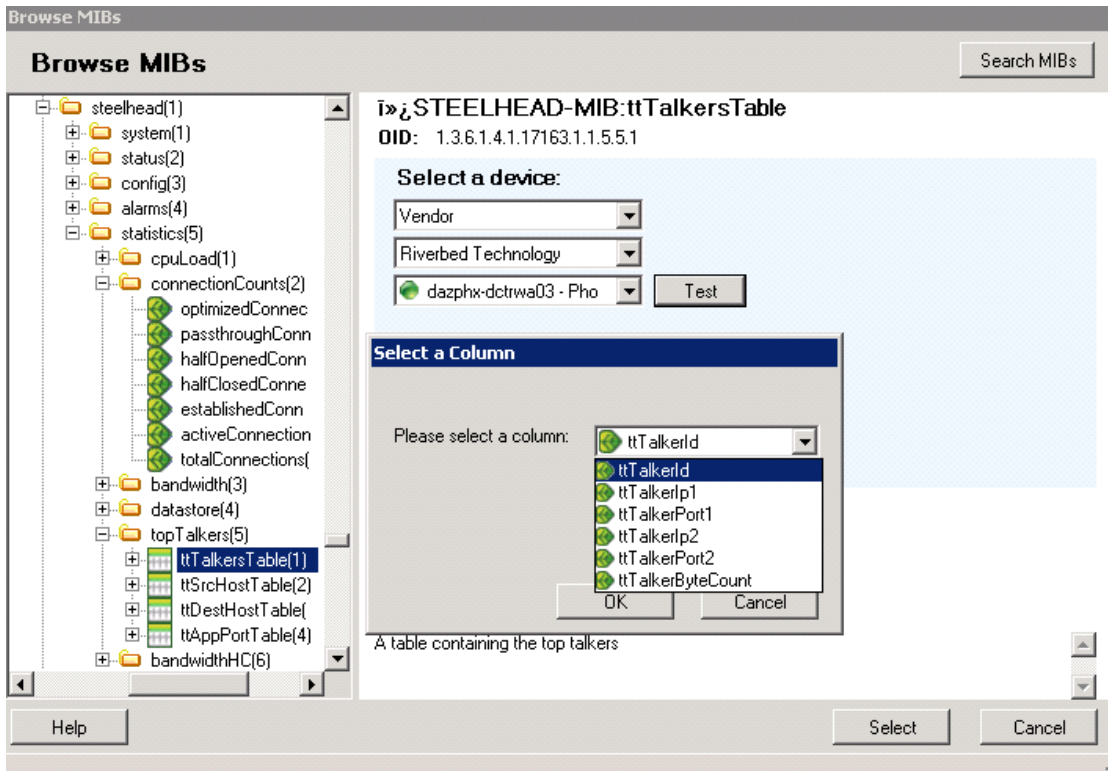 Browse MIBs
Browse MIBs
Search MIBs
steelhead(1)
system(1)
status(2)
config(3)
alarms(4)
statistics(5)
cpuLoad(1)
connectionCounts(2)
optimizedConnec
passthroughConn
halfOpenedConn
halfClosedConne
establishedConn
activeConnection
totalConnections(
bandwidth(3)
datastore(4)
topTalkers(5)
ttTalkersTable(1)
ttSrcHostTable(2)
ttDestHostTable(
ttAppPortTable(4)
bandwidthHC(6)
ï»¿STEELHEAD-MIB:ttTalkersTable
OID: 1.3.6.1.4.1.17163.1.1.5.5.1
Select a device:
Vendor
Riverbed Technology
dazphx-dctrwa03 - Pho
Test
Select a Column
Please select a column:
ttTalkerId
ttTalkerId
ttTalkerIp1
ttTalkerPort1
ttTalkerIp2
ttTalkerPort2
ttTalkerByteCount
OK
Cancel
A table containing the top talkers
Help
Select
Cancel